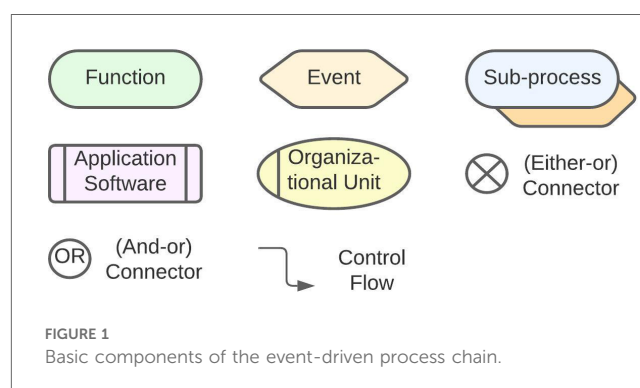 Function
Event
Sub-process
Application
Software
Organiza-
tional Unit
(Either-or)
Connector
OR
(And-or)
Connector
Control
Flow
FIGURE 1
Basic components of the event-driven process chain.